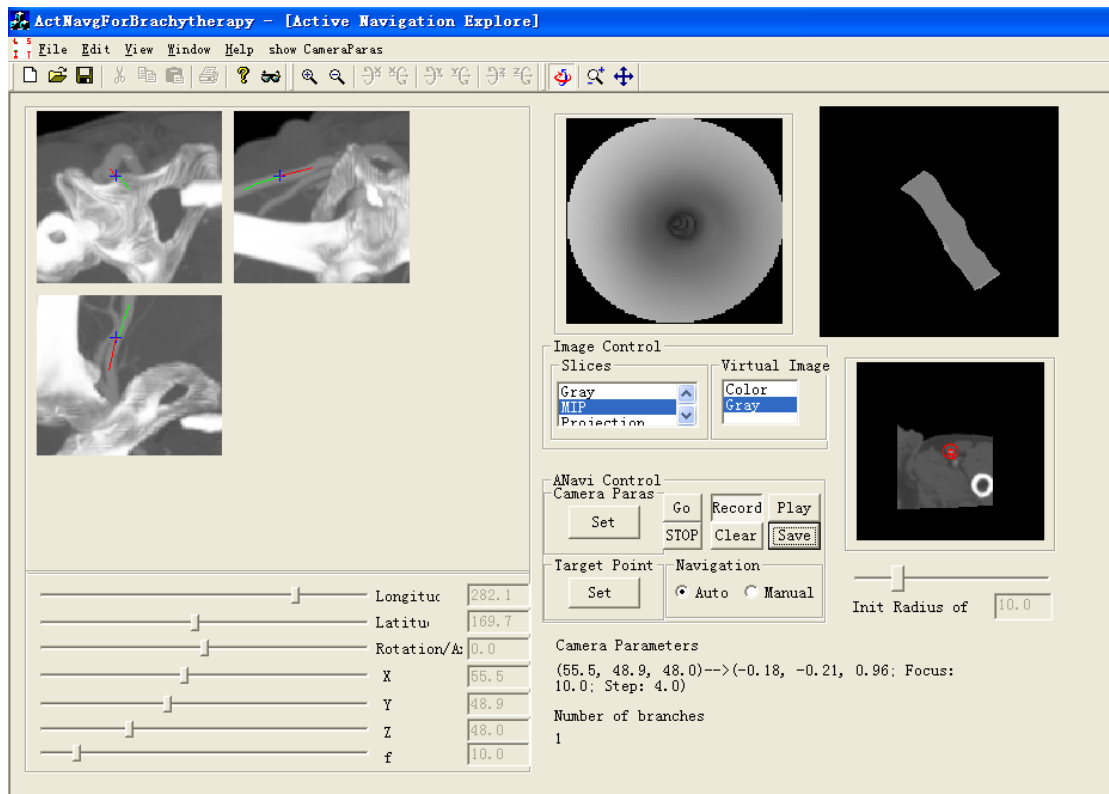 ActNavgForBrachytherapy - [Active Navigation Explore]
File Edit View Window Help show CameraParas
Image Control
Slices
Virtual Image
Gray
MIP
Projection
Color
Gray
ANavi Control
Camera Paras
Set
Go
Record
Play
STOP
Clear
Save
Target Point
Set
Navigation
Auto
Manual
Init Radius of
10.0
Longituc 282.1
Latitu 169.7
Rotation/A: 0.0
X 55.5
Y 48.9
Z 48.0
f 10.0
Camera Parameters
(55.5, 48.9, 48.0)-->(-0.18, -0.21, 0.96; Focus:
10.0; Step: 4.0)
Number of branches
1